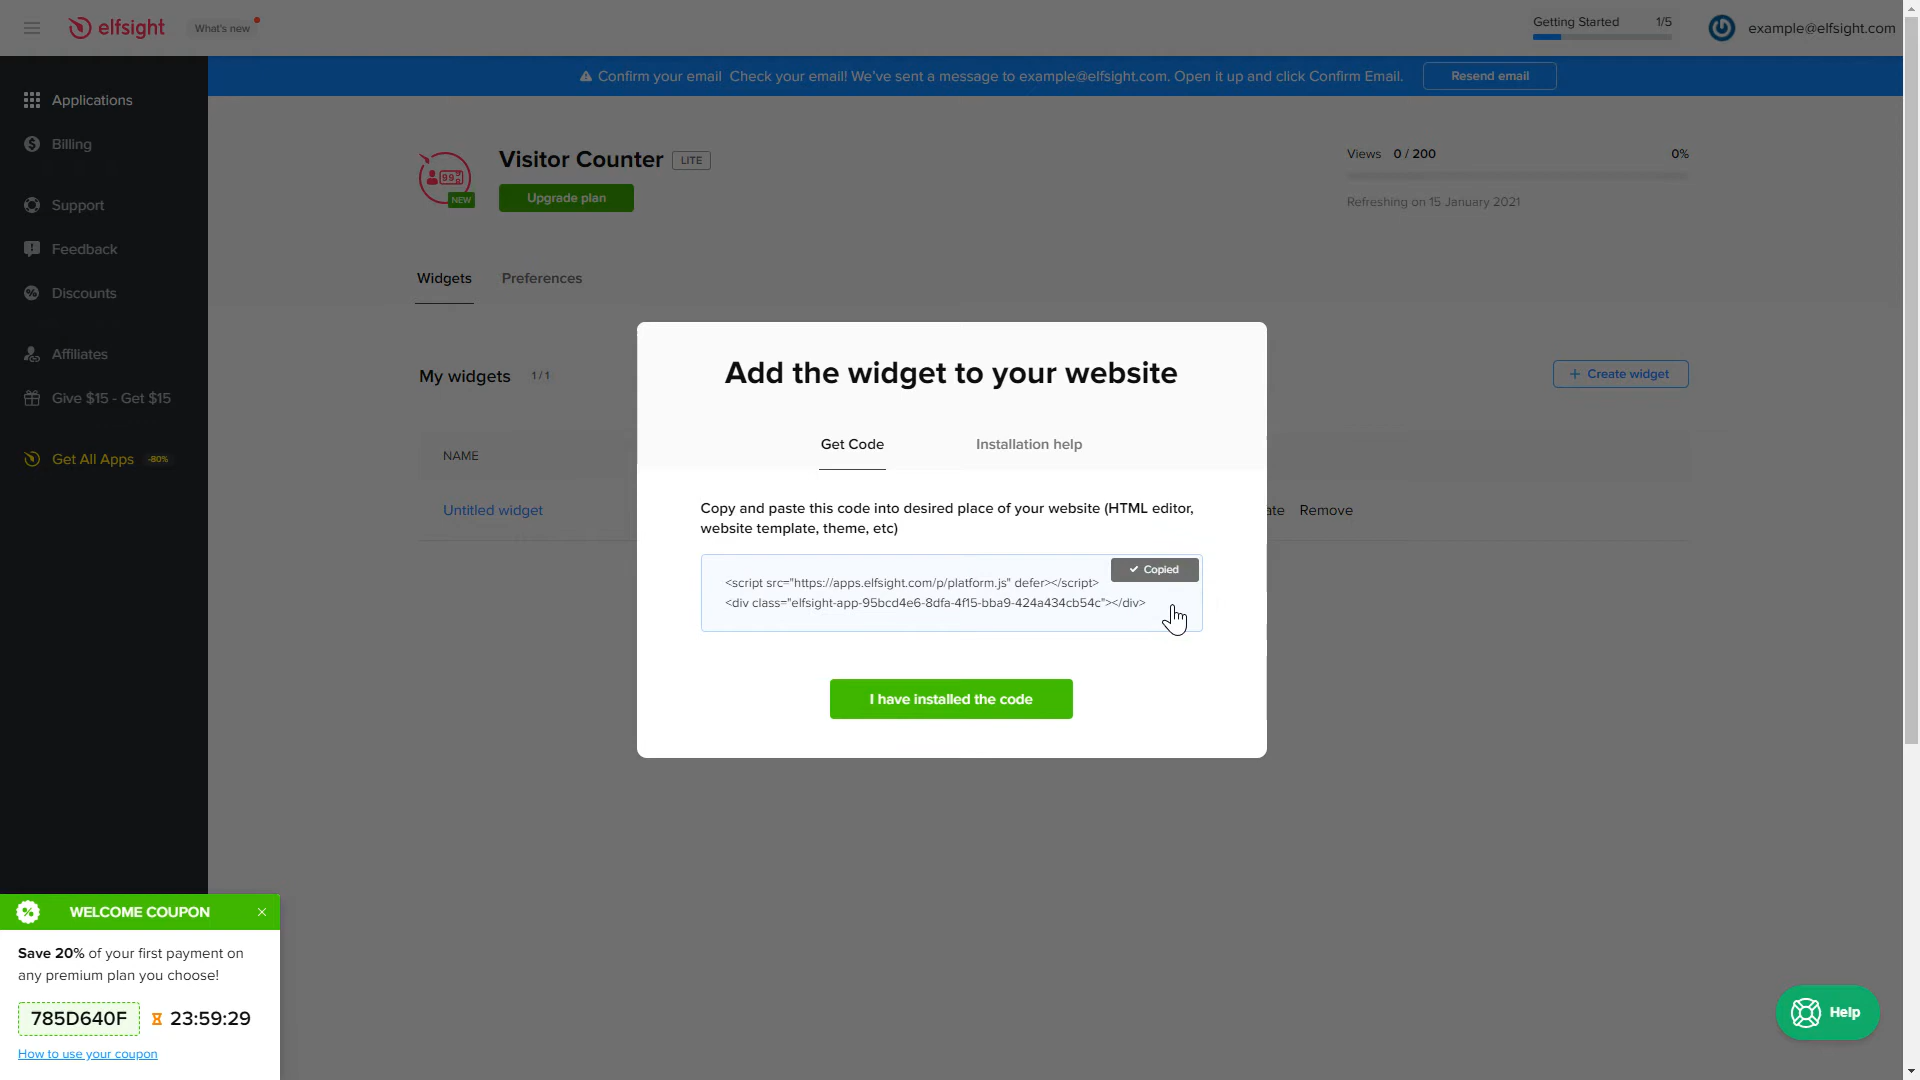 elfsight
What's new
Getting Started 1/5
example@elfsight.com
Confirm your email Check your email! We've sent a message to example@elfsight.com. Open it up and click Confirm Email.
Resend email
Applications
Billing
Support
Feedback
Discounts
Affiliates
Give $15 - Get $15
Get All Apps -80%
NEW
Visitor Counter LITE
Upgrade plan
Views 0 / 200 0%
Refreshing on 15 January 2021
Widgets Preferences
My widgets 1 / 1
+ Create widget
NAME
Untitled widget
ate Remove
Add the widget to your website
Get Code Installation help
Copy and paste this code into desired place of your website (HTML editor,
website template, theme, etc)
Copied
<script src="https://apps.elfsight.com/p/platform.js" defer></script>
<div class="elfsight-app-95bcd4e6-8dfa-4f15-bba9-424a434cb54c"></div>
I have installed the code
WELCOME COUPON
Save 20% of your first payment on
any premium plan you choose!
785D640F 23:59:29
How to use your coupon
Help